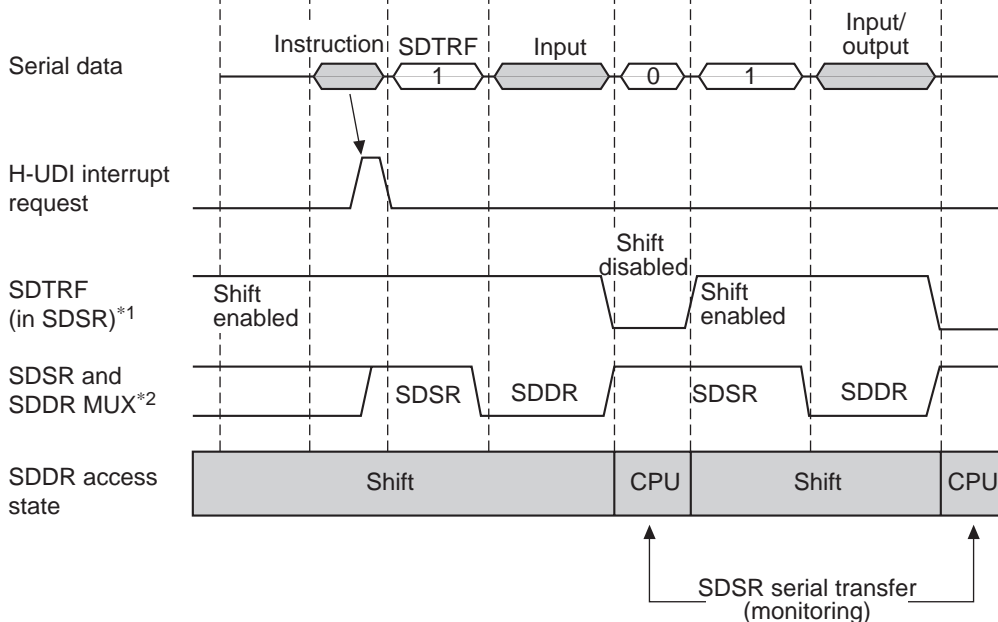 Serial data
Instruction
SDTRF
Input
Input/
output
1
0
1
H-UDI interrupt
request
Shift
disabled
SDTRF
(in SDSR)*1
Shift
enabled
Shift
enabled
SDSR and
SDDR MUX*2
SDSR
SDDR
SDSR
SDDR
SDDR access
state
Shift
CPU
Shift
CPU
SDSR serial transfer
(monitoring)